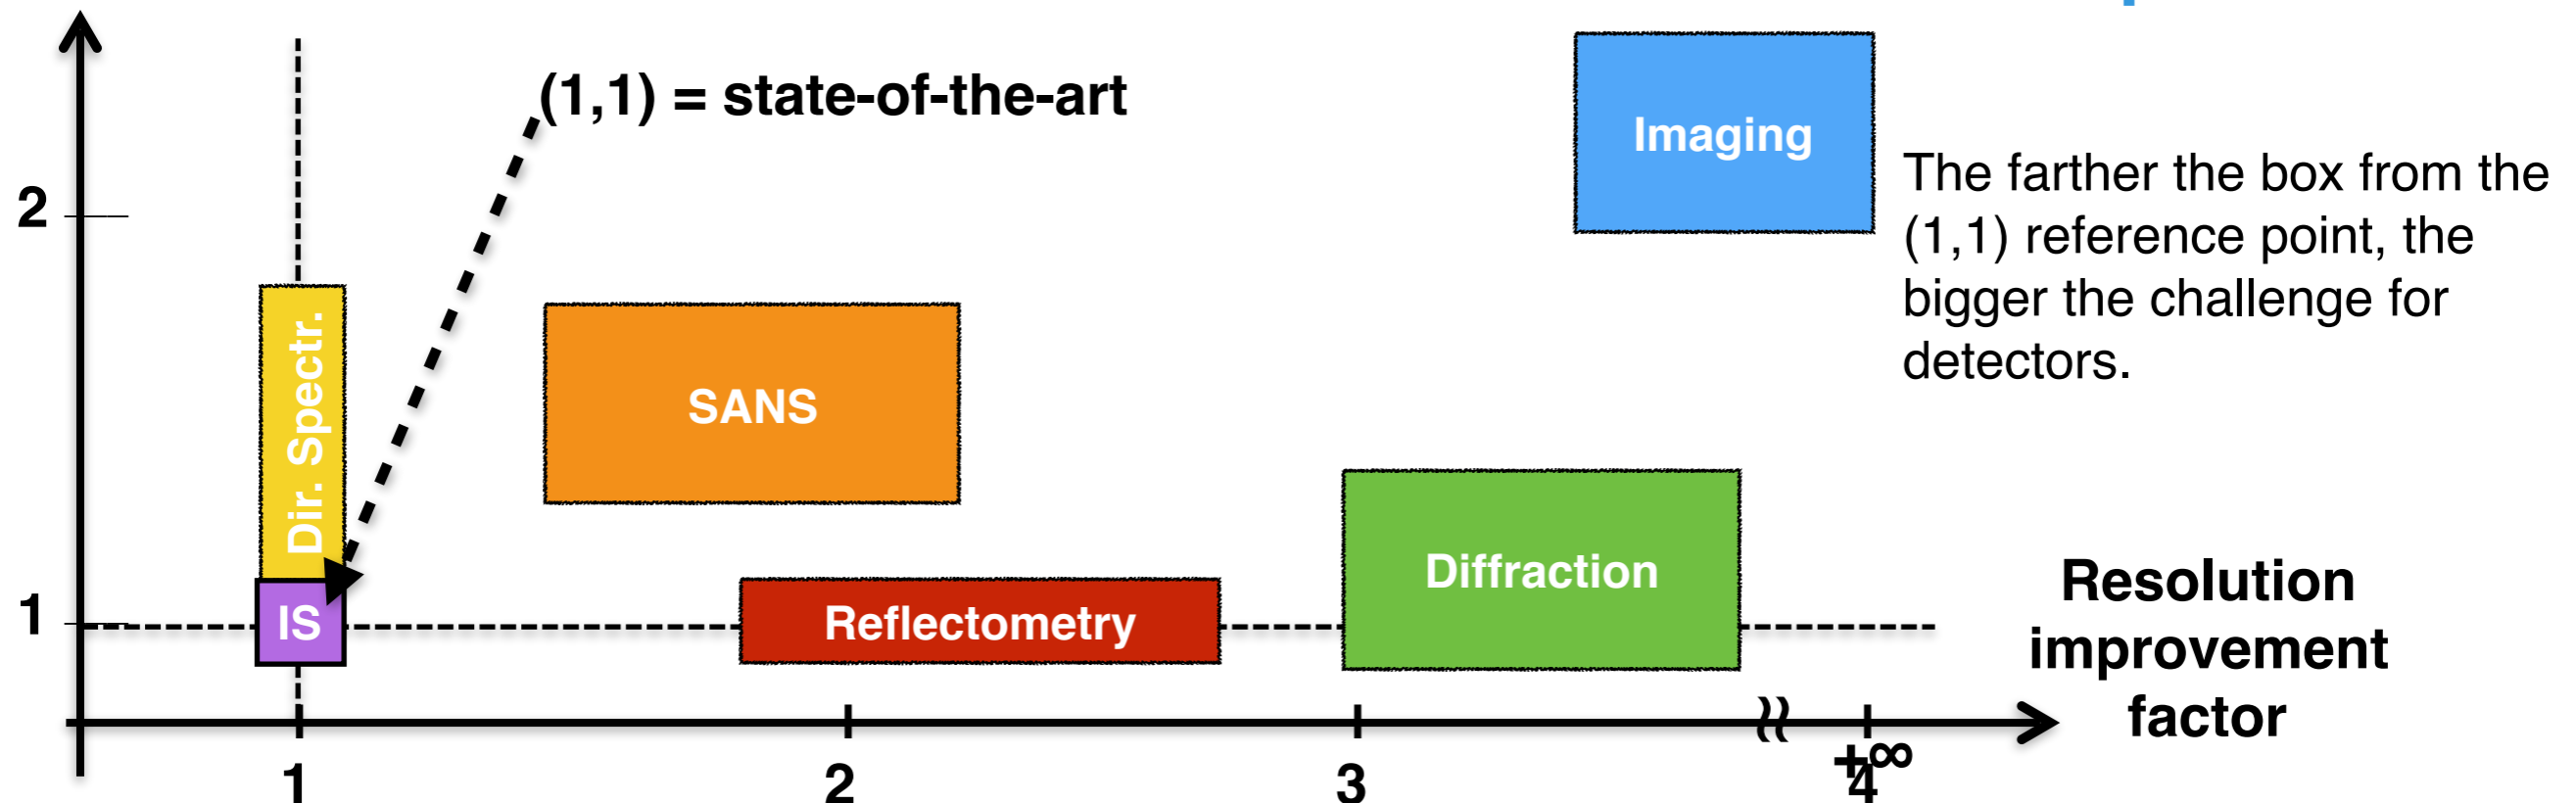 (1,1) = state-of-the-art
Imaging
The farther the box from the
(1,1) reference point, the
bigger the challenge for
detectors.
2
Dir. Spectr.
SANS
Diffraction
1
IS
Reflectometry
Resolution
improvement
factor
+∞
1
2
3
4